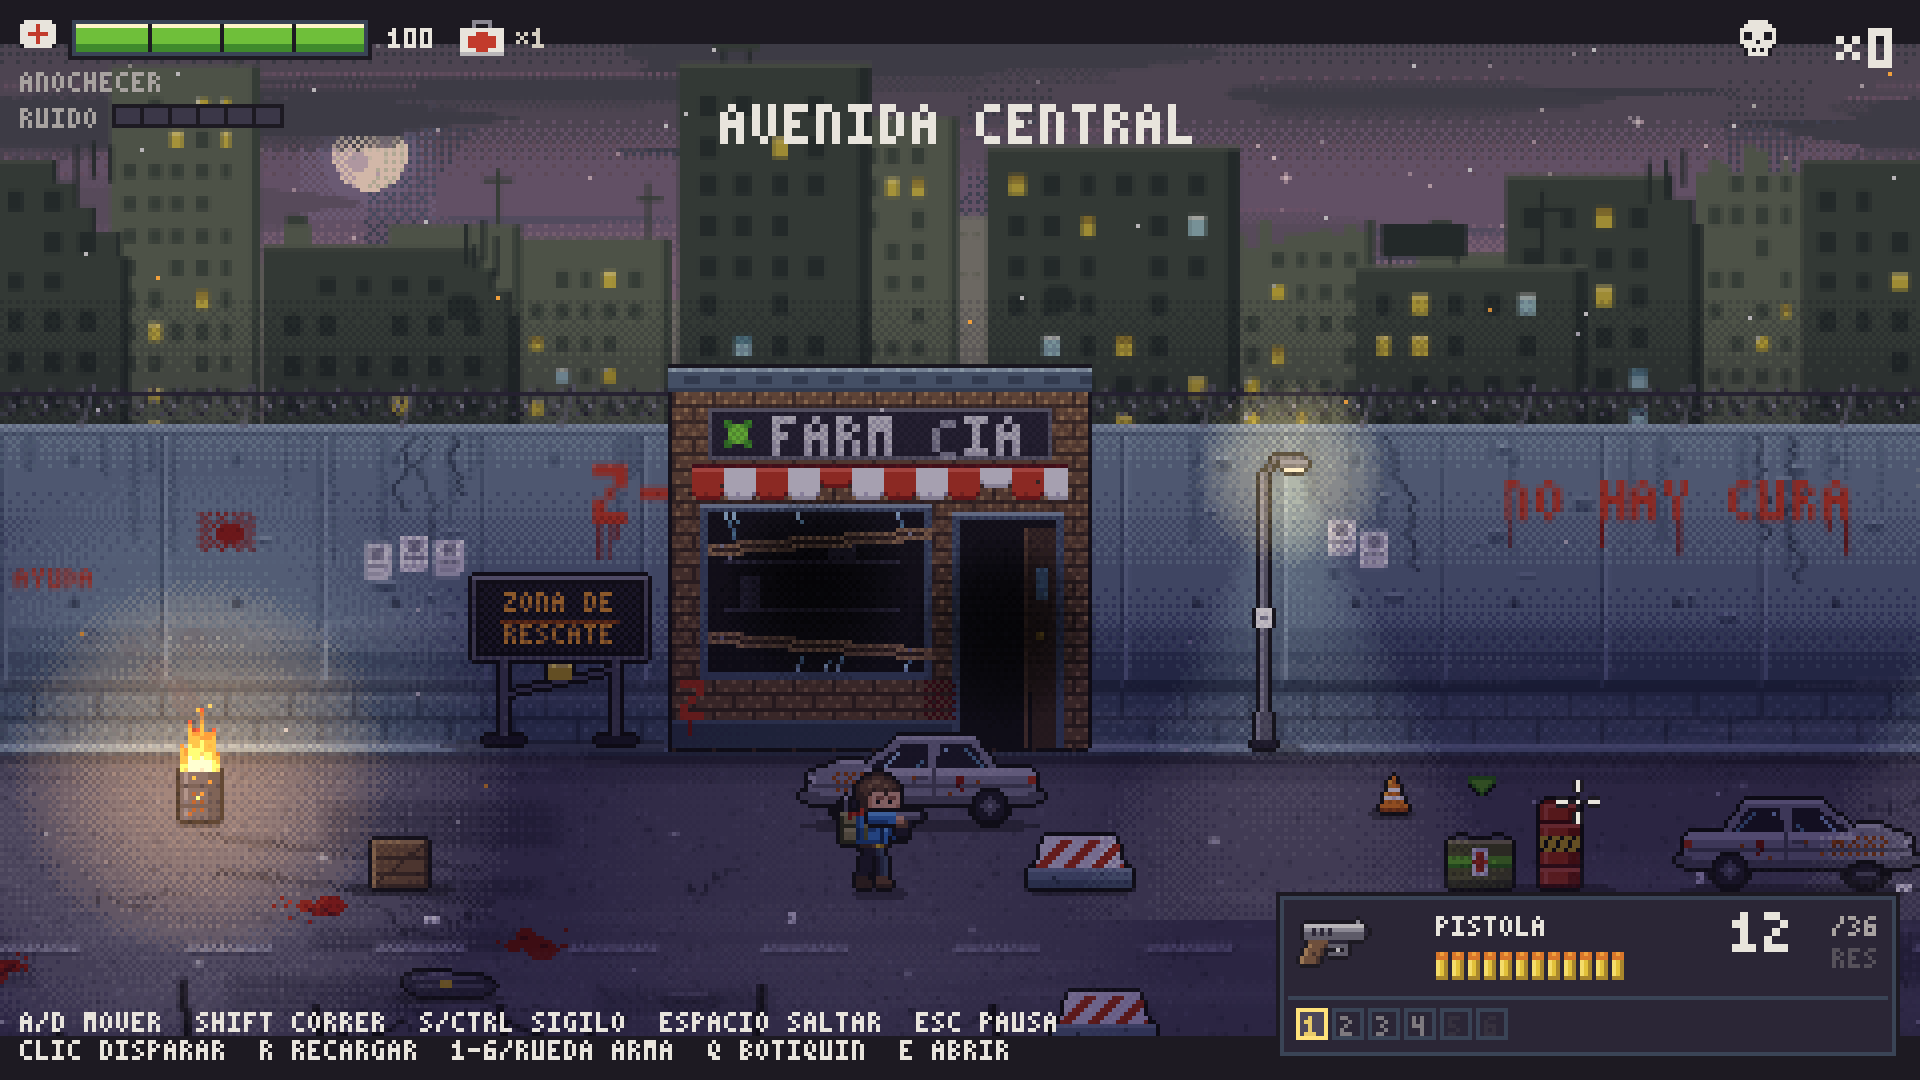 100 ×1
×0
ANOCHECER
RUIDO
AVENIDA CENTRAL
FARM CIA
Z-
NO HAY CURA
AYUDA
ZONA DE
RESCATE
Z
PISTOLA 12 /36
RES
1 2 3 4 5 6
A/D MOVER SHIFT CORRER S/CTRL SIGILO ESPACIO SALTAR ESC PAUSA
CLIC DISPARAR R RECARGAR 1-6/RUEDA ARMA Q BOTIQUIN E ABRIR